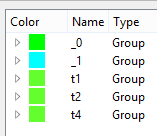 Color Name Type
_0 Group
_1 Group
t1 Group
t2 Group
t4 Group